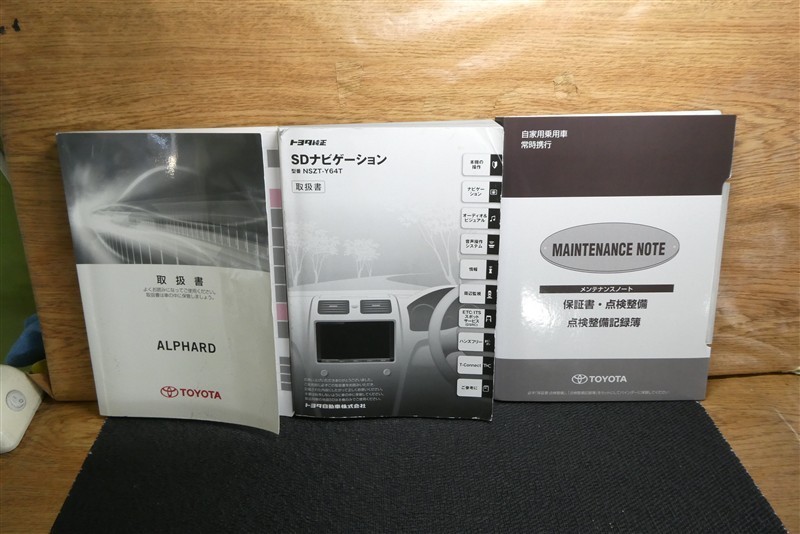 取扱書
よくお読みになってご使用ください。
取扱書は車の中に保管しましょう。
ALPHARD
TOYOTA
トヨタ純正
SDナビゲーション
型番 NSZT-Y64T
取扱書
本機の
操作
ナビゲー
ション
オーディオ&
ビジュアル
音声操作
システム
情報
周辺監視
ETC/ITS
スポット
サービス
(DSRC)
ハンズフリー
T-Connect
ご参考に
トヨタ自動車株式会社
自家用乗用車
常時携行
MAINTENANCE NOTE
メンテナンスノート
保証書・点検整備
点検整備記録簿
TOYOTA